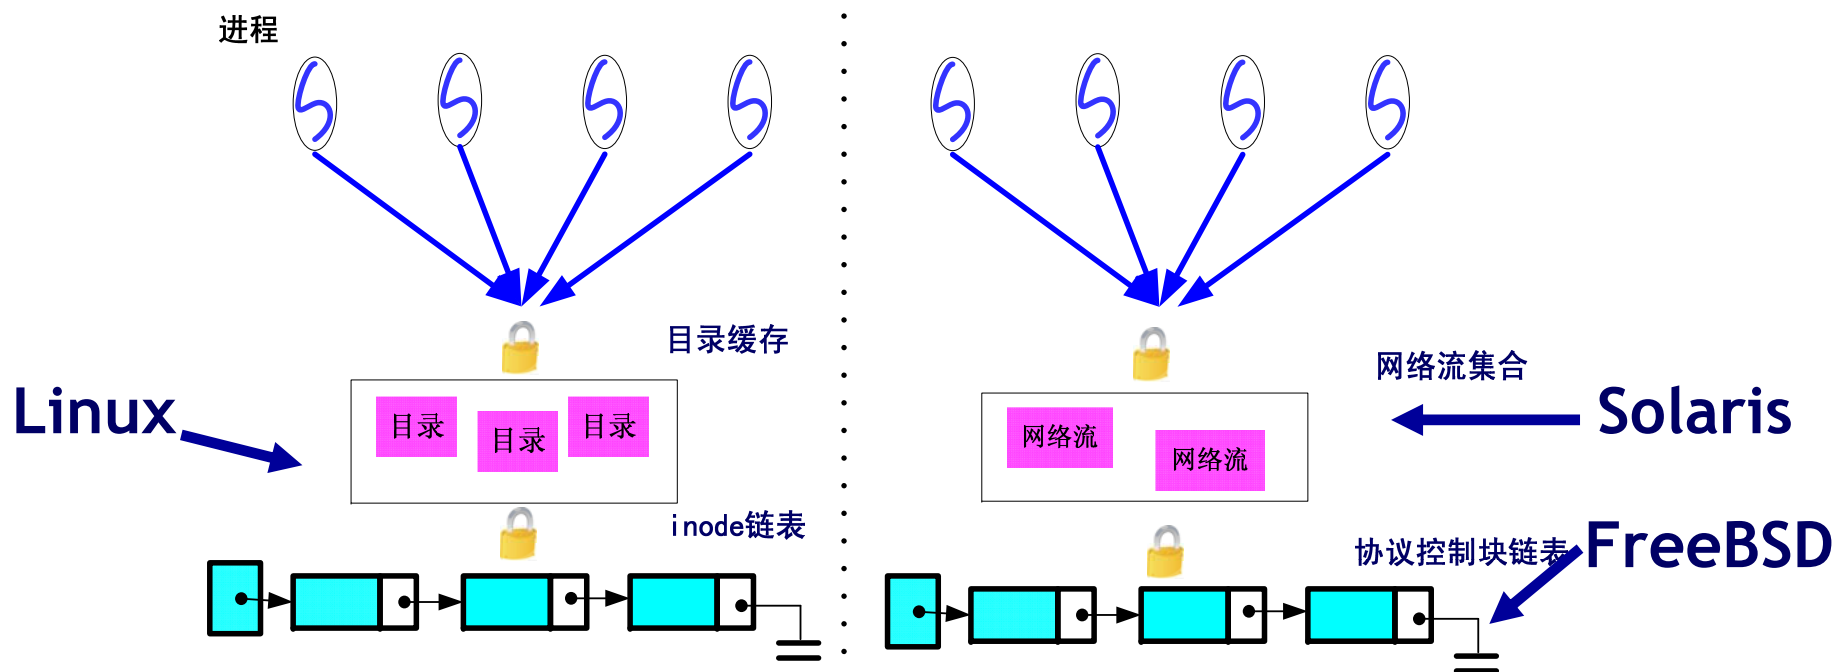 进程
目录缓存
Linux
目录
目录
目录
inode链表
网络流集合
Solaris
网络流
网络流
协议控制块链表
FreeBSD